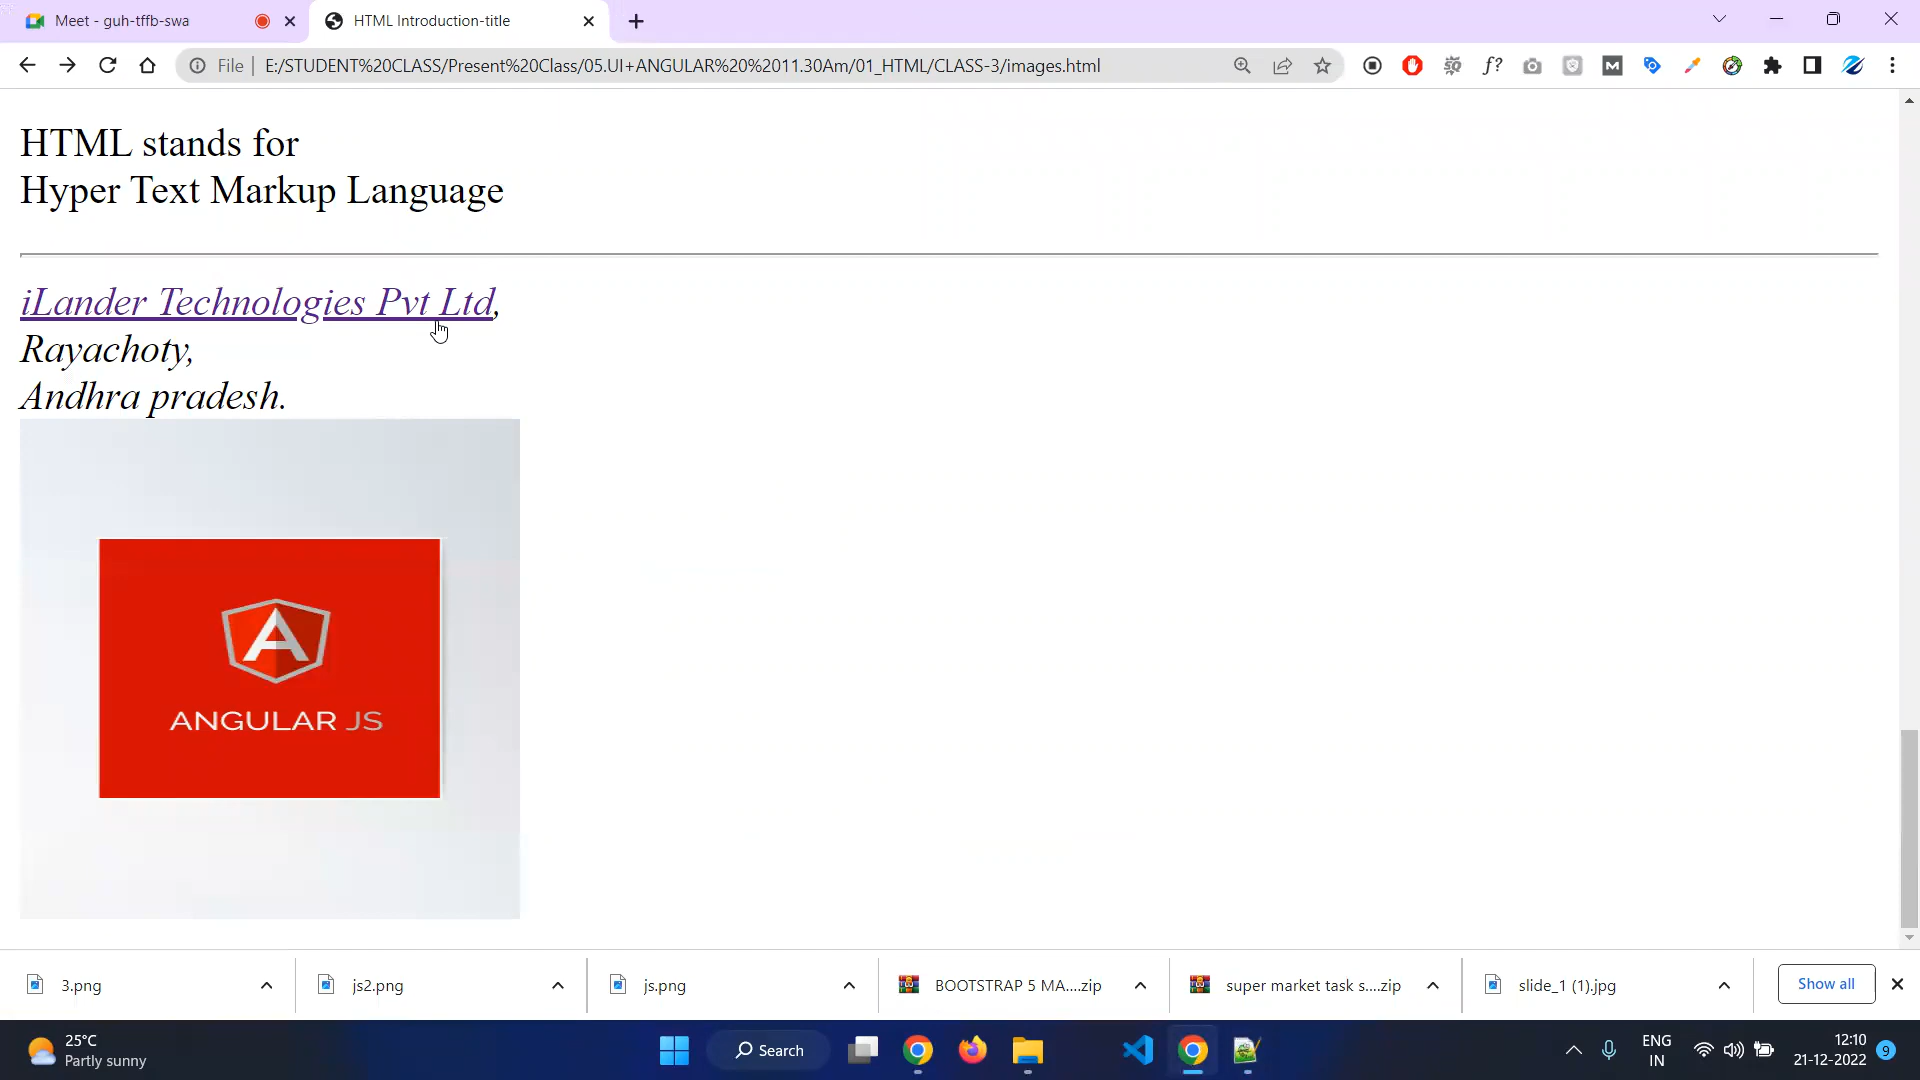 Meet - guh-tffb-swa
HTML Introduction-title
File
E:/STUDENT%20CLASS/Present%20Class/05.UI+ANGULAR%20%2011.30Am/01_HTML/CLASS-3/images.html
HTML stands for
Hyper Text Markup Language
iLander Technologies Pvt Ltd,
Rayachoty,
Andhra pradesh.
ANGULAR JS
3.png
js2.png
js.png
BOOTSTRAP 5 MA....zip
super market task s....zip
slide_1 (1).jpg
Show all
25°C
Partly sunny
Search
ENG
IN
12:10
21-12-2022
9